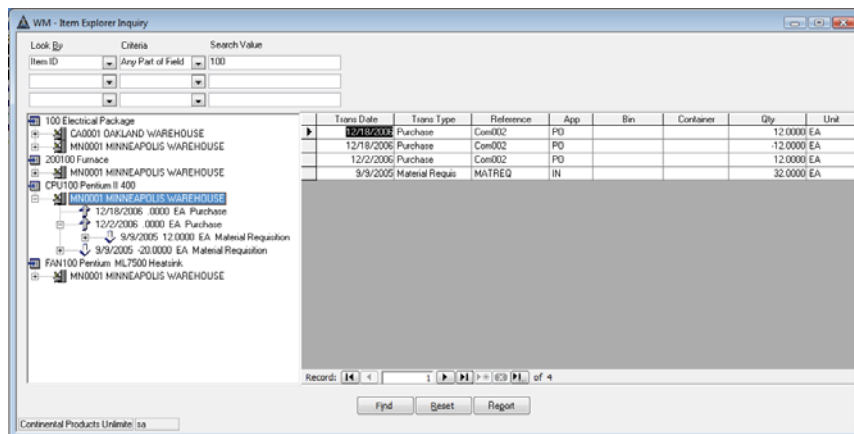 WM - Item Explorer Inquiry
Look By Criteria Search Value
Item ID Any Part of Field 100
100 Electrical Package
CA0001 OAKLAND WAREHOUSE
MN0001 MINNEAPOLIS WAREHOUSE
200100 Furnace
MN0001 MINNEAPOLIS WAREHOUSE
CPU100 Pentium II 400
MN0001 MINNEAPOLIS WAREHOUSE
12/18/2006 .0000 EA Purchase
12/2/2006 .0000 EA Purchase
9/9/2005 12.0000 EA Material Requisition
9/9/2005 -20.0000 EA Material Requisition
FAN100 Pentium ML7500 Heatsink
MN0001 MINNEAPOLIS WAREHOUSE
Trans Date Trans Type Reference App Bin Container Qty Unit
12/18/2006 Purchase Com002 PO 12.0000 EA
12/18/2006 Purchase Com002 PO -12.0000 EA
12/2/2006 Purchase Com002 PO 12.0000 EA
9/9/2005 Material Requis MATREQ IN 32.0000 EA
Record: 1 of 4
Find Reset Report
Continental Products Unlimite sa